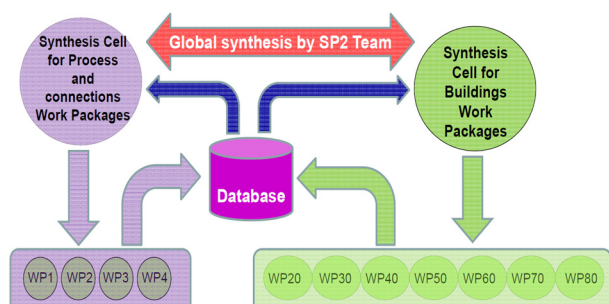 Synthesis Cell
for Process
and
connections
Work Packages
Global synthesis by SP2 Team
Synthesis
Cell for
Buildings
Work
Packages
Database
WP1 WP2 WP3 WP4
WP20 WP30 WP40 WP50 WP60 WP70 WP80